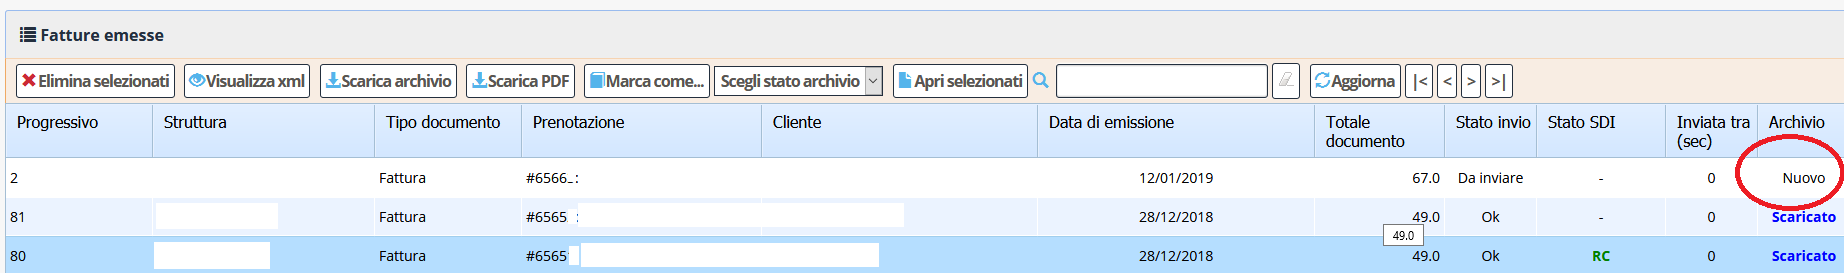 Fatture emesse
Elimina selezionati Visualizza xml Scarica archivio Scarica PDF Marca come... Scegli stato archivio Apri selezionati Aggiorna |< < > >|
Progressivo Struttura Tipo documento Prenotazione Cliente Data di emissione Totale documento Stato invio Stato SDI Inviata tra (sec) Archivio
2 Fattura #6566 : 12/01/2019 67.0 Da inviare - 0 Nuovo
81 Fattura #6565 : 28/12/2018 49.0 Ok - 0 Scaricato
49.0
80 Fattura #6565 28/12/2018 49.0 Ok RC 0 Scaricato